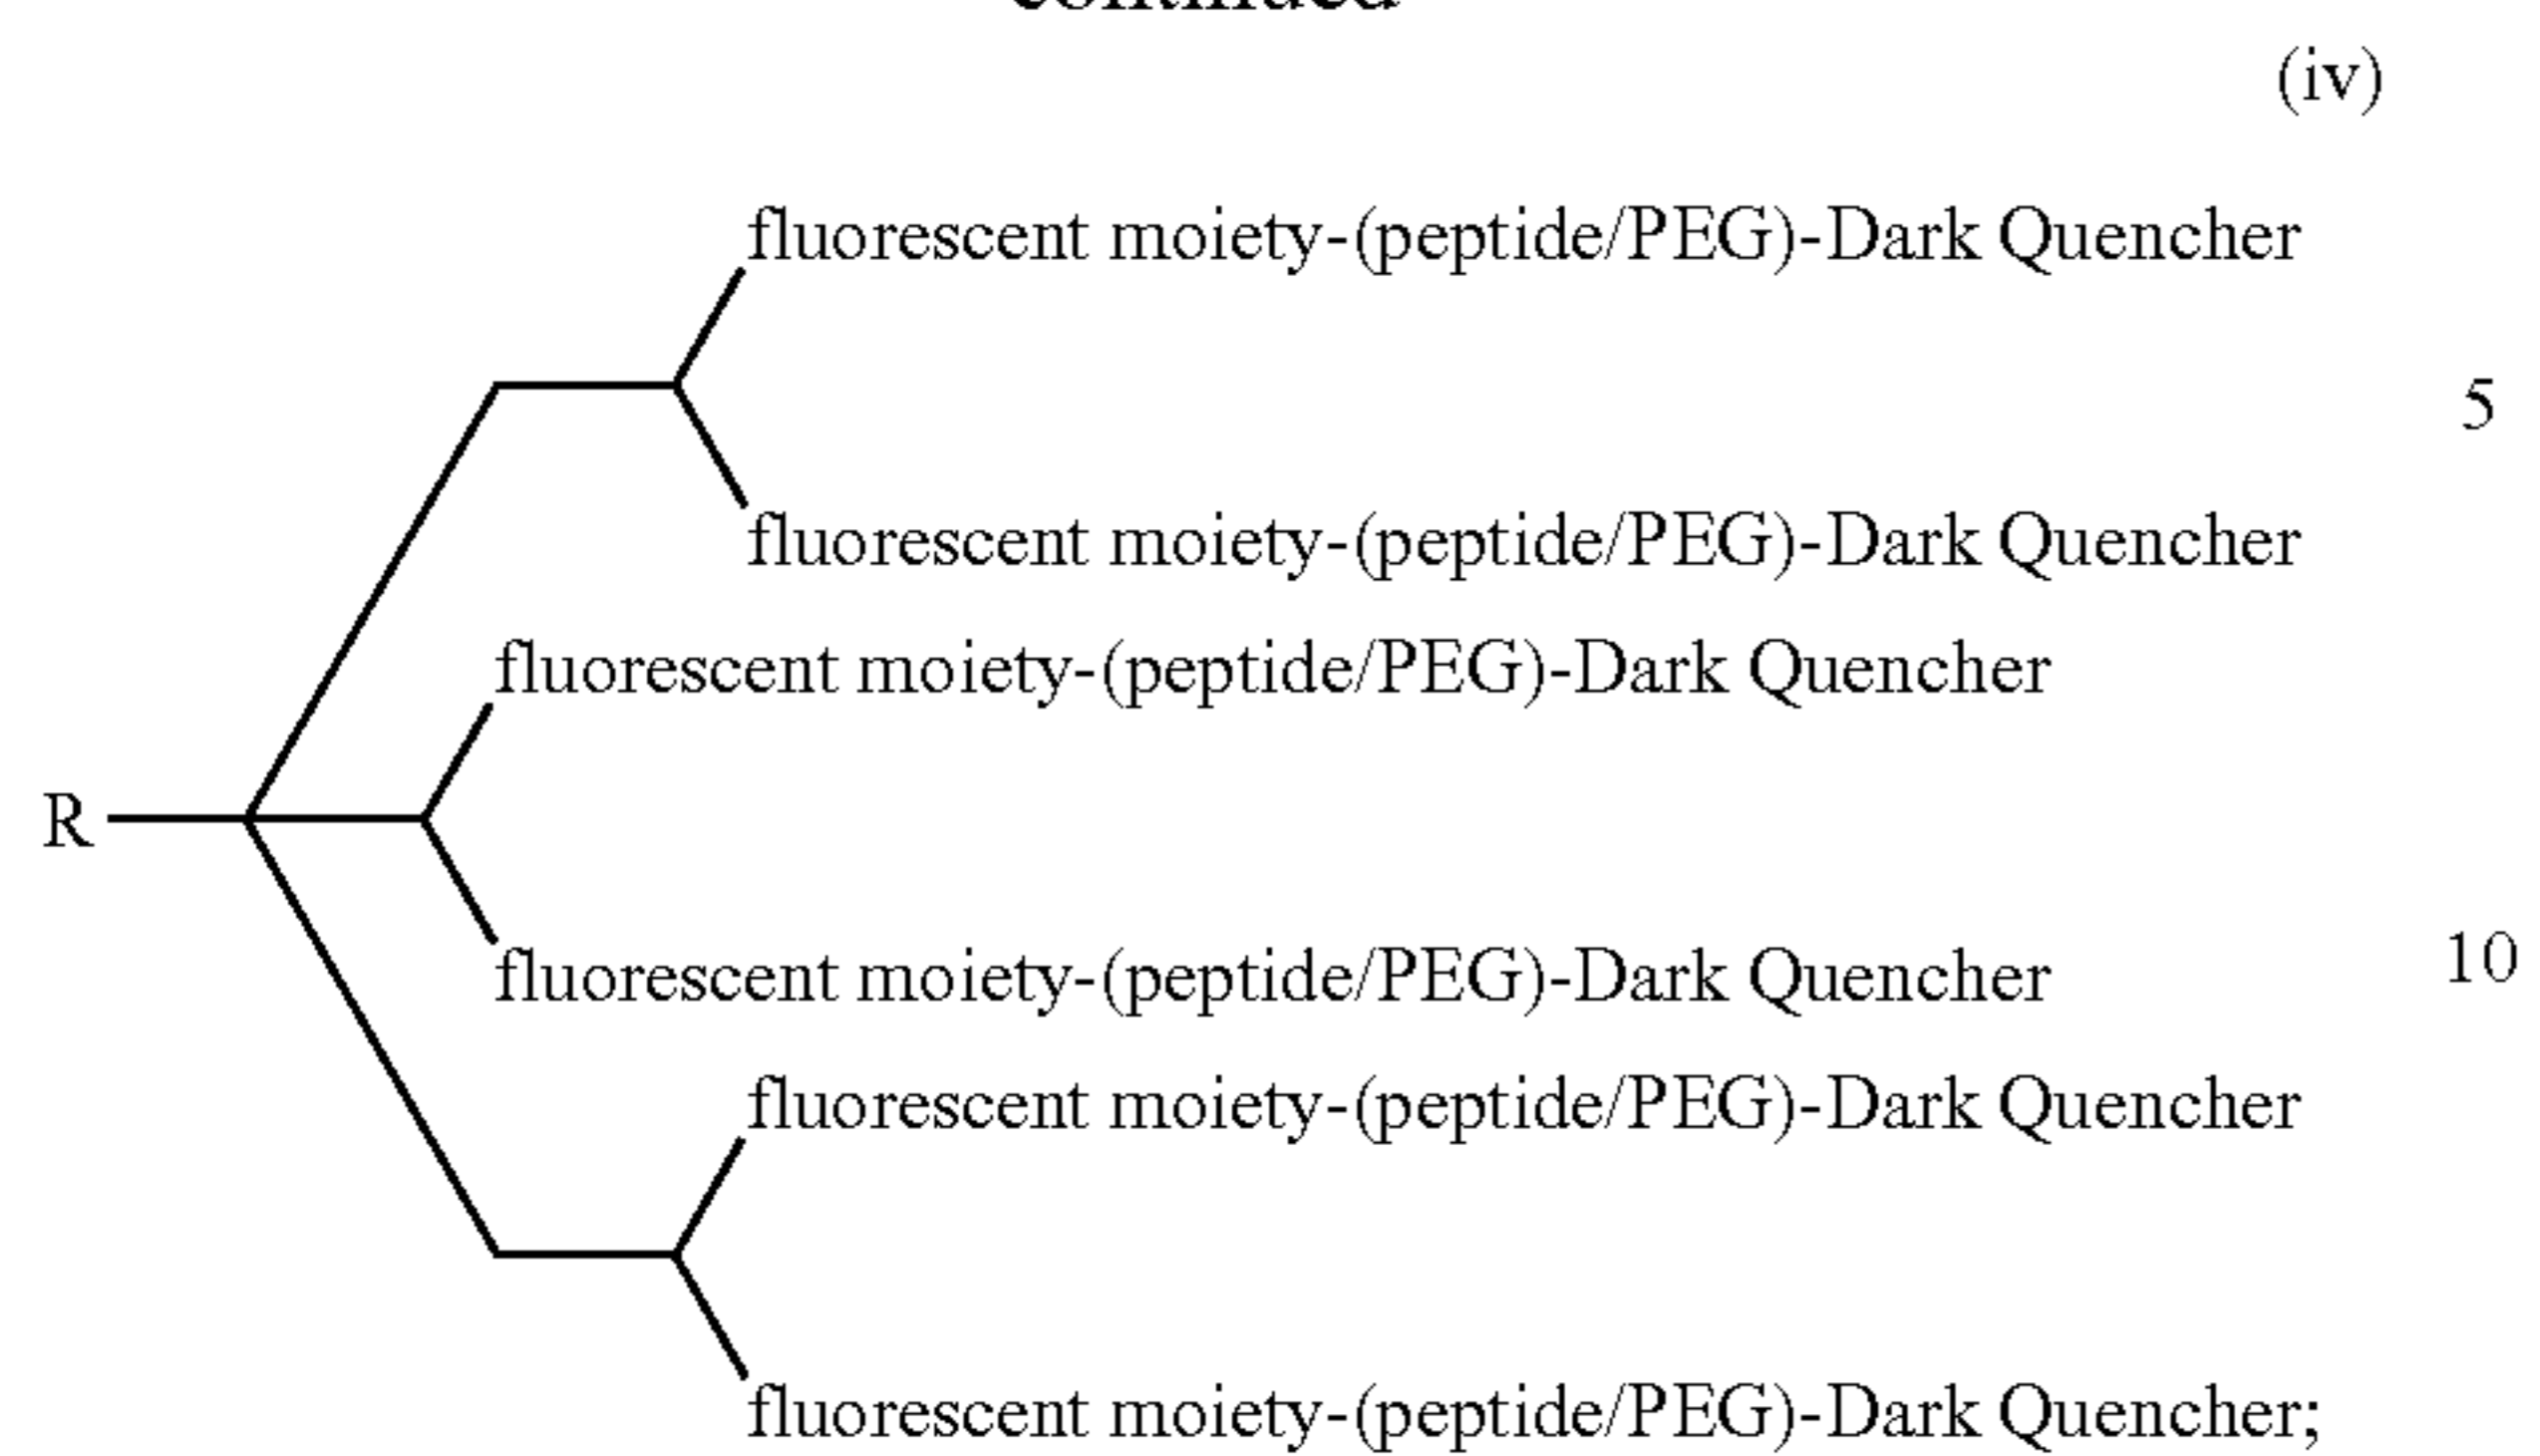 (iv)
fluorescent moiety-(peptide/PEG)-Dark Quencher
5
fluorescent moiety-(peptide/PEG)-Dark Quencher
fluorescent moiety-(peptide/PEG)-Dark Quencher
R
fluorescent moiety-(peptide/PEG)-Dark Quencher
10
fluorescent moiety-(peptide/PEG)-Dark Quencher
fluorescent moiety-(peptide/PEG)-Dark Quencher;